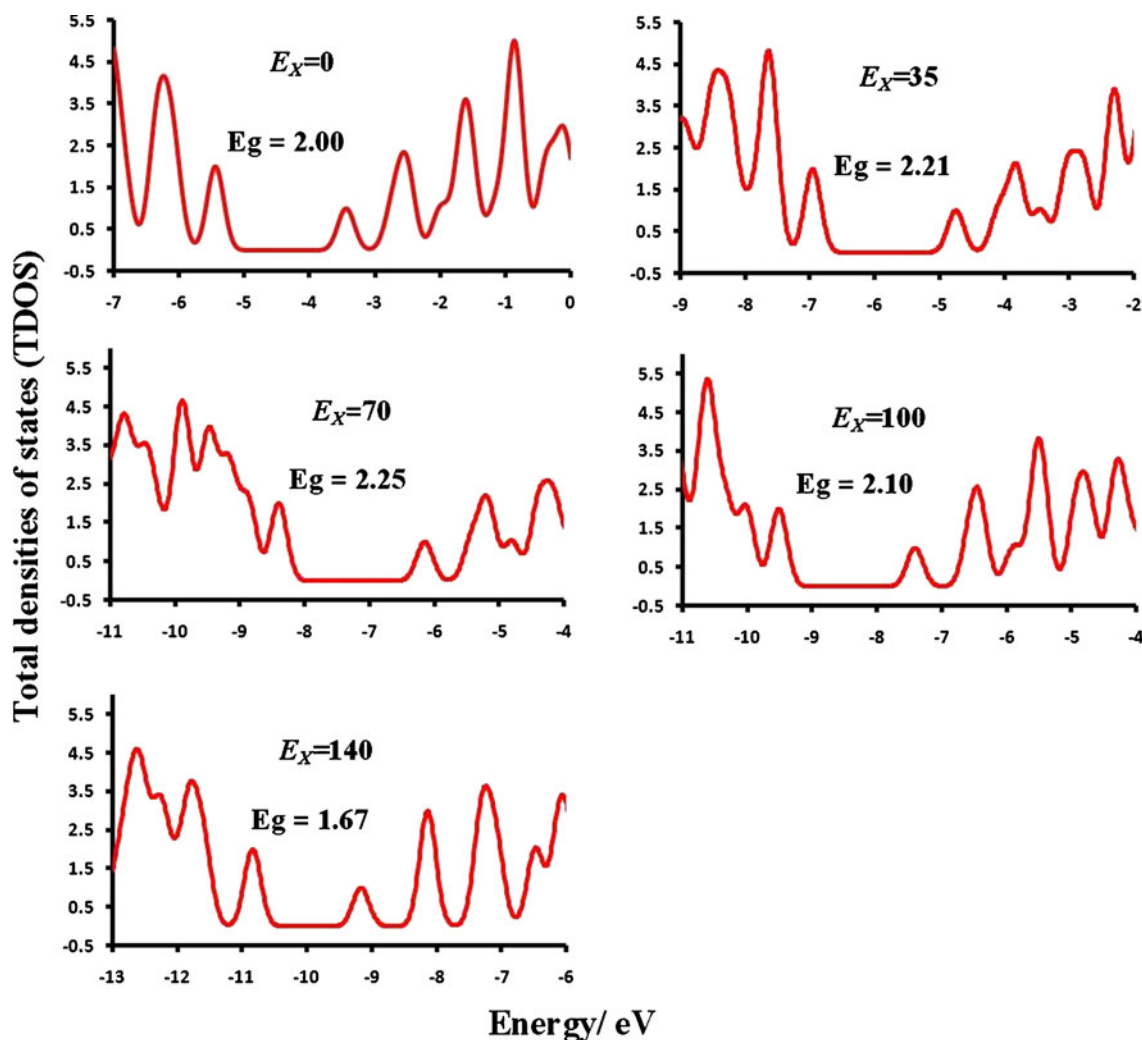 Total densities of states (TDOS)
5.5
4.5
3.5
2.5
1.5
0.5
-0.5
E_X=0
Eg = 2.00
-7 -6 -5 -4 -3 -2 -1 0
5.5
4.5
3.5
2.5
1.5
0.5
-0.5
E_X=35
Eg = 2.21
-9 -8 -7 -6 -5 -4 -3 -2
5.5
4.5
3.5
2.5
1.5
0.5
-0.5
E_X=70
Eg = 2.25
-11 -10 -9 -8 -7 -6 -5 -4
5.5
4.5
3.5
2.5
1.5
0.5
-0.5
E_X=100
Eg = 2.10
-11 -10 -9 -8 -7 -6 -5 -4
5.5
4.5
3.5
2.5
1.5
0.5
-0.5
E_X=140
Eg = 1.67
-13 -12 -11 -10 -9 -8 -7 -6
Energy/ eV